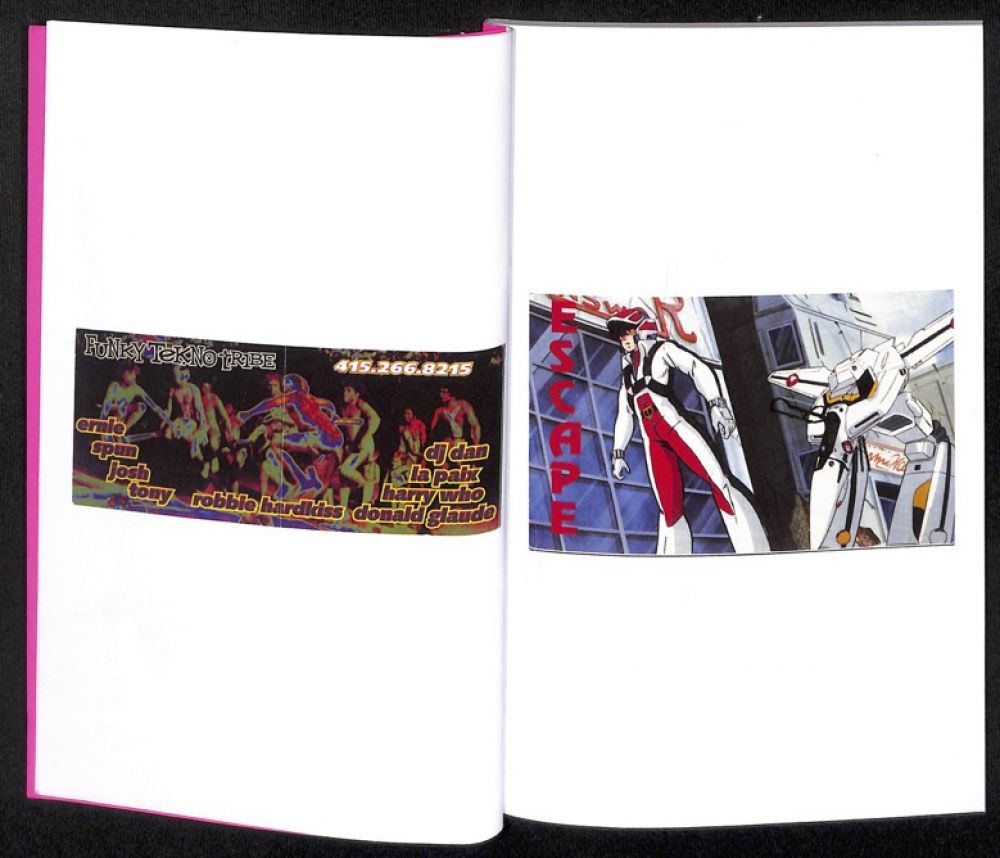 FUNKY TEKNO TRIBE
415.266.8215
ernie
spun
josh
tony
robbie hardkiss
dj dan
la paix
harry who
donald glaude
ESCAPE